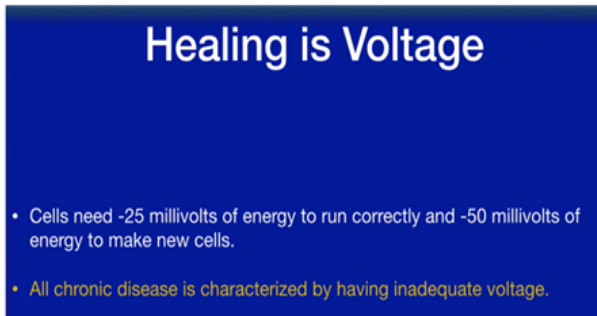 Healing is Voltage
• Cells need -25 millivolts of energy to run correctly and -50 millivolts of
energy to make new cells.
• All chronic disease is characterized by having inadequate voltage.